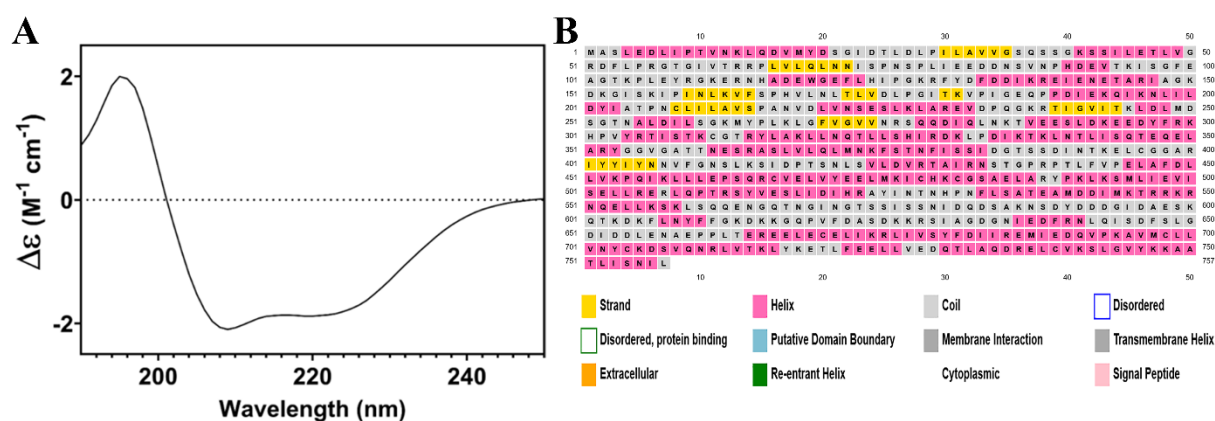 A
Δε (M⁻¹ cm⁻¹)
2
0
-2
200 220 240
Wavelength (nm)
B
10 20 30 40 50
1 M A S L E D L I P T V N K L Q D V M Y D S G I D T L D L P I L A V V G S Q S S G K S S I L E T L V G 50
51 R D F L P R G T G I V T R R P L V L Q L N N I S P N S P L I E E D D N S V N P H D E V T K I S G F E 100
101 A G T K P L E Y R G K E R N H A D E W G E F L H I P G K R F Y D F D D I K R E I E N E T A R I A G K 150
151 D K G I S K I P I N L K V F S P H V L N L T L V D L P G I T K V P I G E Q P P D I E K Q I K N L I L 200
201 D Y I A T P N C L I L A V S P A N V D L V N S E S L K L A R E V D P Q G K R T I G V I T K L D L M D 250
251 S G T N A L D I L S G K M Y P L K L G F V G V V N R S Q Q D I Q L N K T V E E S L D K E E D Y F R K 300
301 H P V Y R T I S T K C G T R Y L A K L L N Q T L L S H I R D K L P D I K T K L N T L I S Q T E Q E L 350
351 A R Y G G V G A T T N E S R A S L V L Q L M N K F S T N F I S S I D G T S S D I N T K E L C G G A R 400
401 I Y Y I Y N N V F G N S L K S I D P T S N L S V L D V R T A I R N S T G P R P T L F V P E L A F D L 450
451 L V K P Q I K L L L E P S Q R C V E L V Y E E L M K I C H K C G S A E L A R Y P K L K S M L I E V I 500
501 S E L L R E R L Q P T R S Y V E S L I D I H R A Y I N T N H P N F L S A T E A M D D I M K T R R K R 550
551 N Q E L L K S K L S Q Q E N G Q T N G I N G T S S I S S N I D Q D S A K N S D Y D D D G I D A E S K 600
601 Q T K D K F L N Y F F G K D K K G Q P V F D A S D K K R S I A G D G N I E D F R N L Q I S D F S L G 650
651 D I D D L E N A E P P L T E R E E L E C E L I K R L I V S Y F D I I R E M I E D Q V P K A V M C L L 700
701 V N Y C K D S V Q N R L V T K L Y K E T L F E E L L V E D Q T L A Q D R E L C V K S L G V Y K K A A 750
751 T L I S N I L 757
10 20 30 40 50
Strand Helix Coil Disordered
Disordered, protein binding Putative Domain Boundary Membrane Interaction Transmembrane Helix
Extracellular Re-entrant Helix Cytoplasmic Signal Peptide